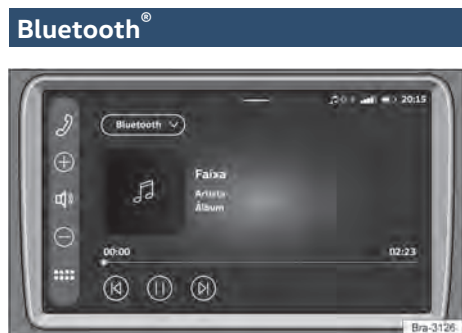 Bluetooth®
20:15
Bluetooth
Faixa
Artista
Álbum
00:00 02:23
Bra-3126